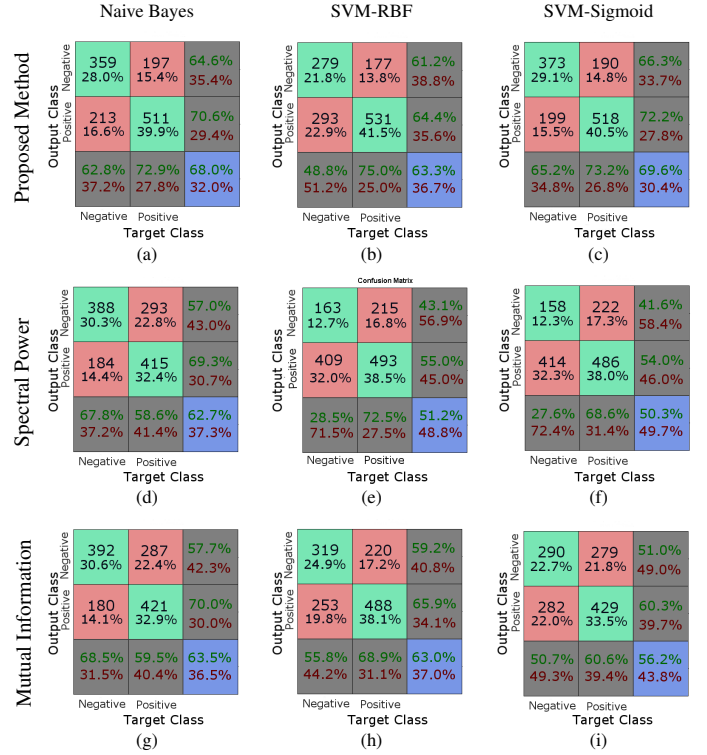 Naive Bayes SVM-RBF SVM-Sigmoid
Proposed Method
Output Class
Negative
Positive
359 197 64.6%
28.0% 15.4% 35.4%
213 511 70.6%
16.6% 39.9% 29.4%
62.8% 72.9% 68.0%
37.2% 27.8% 32.0%
Negative Positive
Target Class
(a)
Output Class
Negative
Positive
279 177 61.2%
21.8% 13.8% 38.8%
293 531 64.4%
22.9% 41.5% 35.6%
48.8% 75.0% 63.3%
51.2% 25.0% 36.7%
Negative Positive
Target Class
(b)
Output Class
Negative
Positive
373 190 66.3%
29.1% 14.8% 33.7%
199 518 72.2%
15.5% 40.5% 27.8%
65.2% 73.2% 69.6%
34.8% 26.8% 30.4%
Negative Positive
Target Class
(c)
Spectral Power
Output Class
Negative
Positive
388 293 57.0%
30.3% 22.8% 43.0%
184 415 69.3%
14.4% 32.4% 30.7%
67.8% 58.6% 62.7%
37.2% 41.4% 37.3%
Negative Positive
Target Class
(d)
Confusion Matrix
Output Class
Negative
Positive
163 215 43.1%
12.7% 16.8% 56.9%
409 493 55.0%
32.0% 38.5% 45.0%
28.5% 72.5% 51.2%
71.5% 27.5% 48.8%
Negative Positive
Target Class
(e)
Output Class
Negative
Positive
158 222 41.6%
12.3% 17.3% 58.4%
414 486 54.0%
32.3% 38.0% 46.0%
27.6% 68.6% 50.3%
72.4% 31.4% 49.7%
Negative Positive
Target Class
(f)
Mutual Information
Output Class
Negative
Positive
392 287 57.7%
30.6% 22.4% 42.3%
180 421 70.0%
14.1% 32.9% 30.0%
68.5% 59.5% 63.5%
31.5% 40.4% 36.5%
Negative Positive
Target Class
(g)
Output Class
Negative
Positive
319 220 59.2%
24.9% 17.2% 40.8%
253 488 65.9%
19.8% 38.1% 34.1%
55.8% 68.9% 63.0%
44.2% 31.1% 37.0%
Negative Positive
Target Class
(h)
Output Class
Negative
Positive
290 279 51.0%
22.7% 21.8% 49.0%
282 429 60.3%
22.0% 33.5% 39.7%
50.7% 60.6% 56.2%
49.3% 39.4% 43.8%
Negative Positive
Target Class
(i)